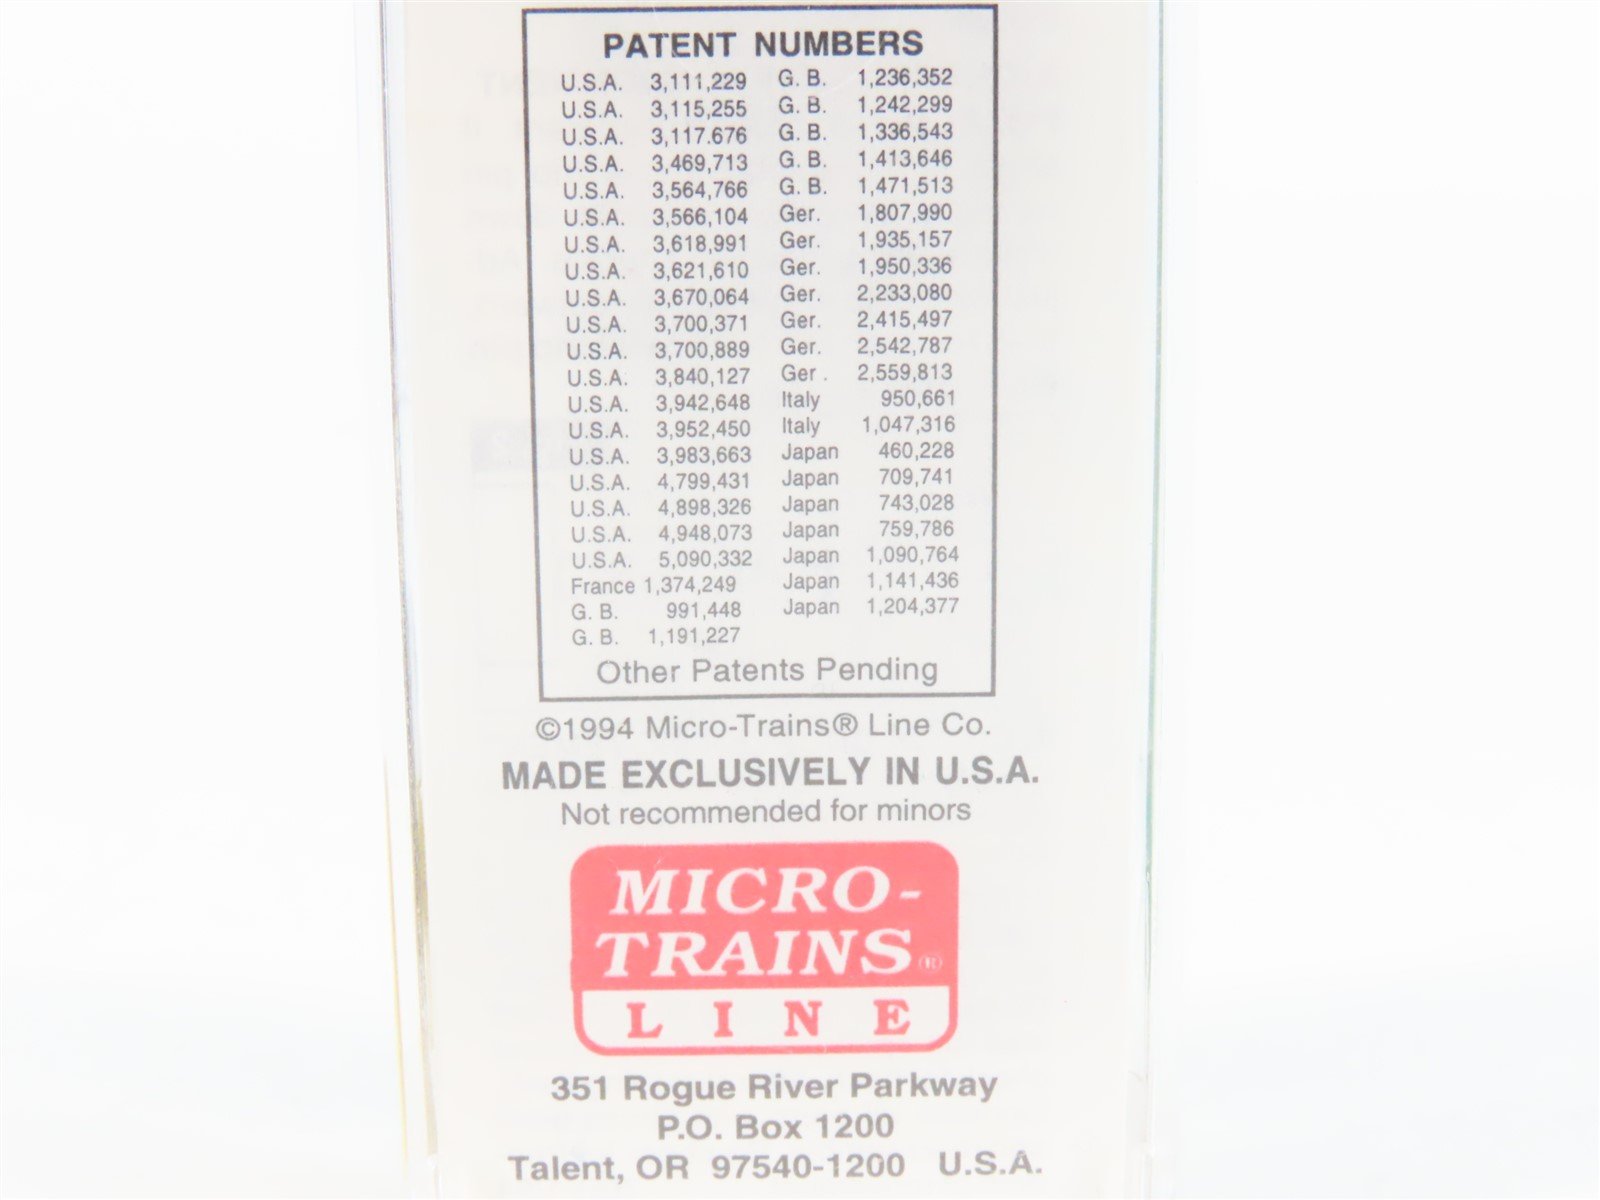 PATENT NUMBERS
U.S.A. 3,111,229 G. B. 1,236,352
U.S.A. 3,115,255 G. B. 1,242,299
U.S.A. 3,117.676 G. B. 1,336,543
U.S.A. 3,469,713 G. B. 1,413,646
U.S.A. 3,564,766 G. B. 1,471,513
U.S.A. 3,566,104 Ger. 1,807,990
U.S.A. 3,618,991 Ger. 1,935,157
U.S.A. 3,621,610 Ger. 1,950,336
U.S.A. 3,670,064 Ger. 2,233,080
U.S.A. 3,700,371 Ger. 2,415,497
U.S.A. 3,700,889 Ger. 2,542,787
U.S.A. 3,840,127 Ger . 2,559,813
U.S.A. 3,942,648 Italy 950,661
U.S.A. 3,952,450 Italy 1,047,316
U.S.A. 3,983,663 Japan 460,228
U.S.A. 4,799,431 Japan 709,741
U.S.A. 4,898,326 Japan 743,028
U.S.A. 4,948,073 Japan 759,786
U.S.A. 5,090,332 Japan 1,090,764
France 1,374,249 Japan 1,141,436
G. B. 991,448 Japan 1,204,377
G. B. 1,191,227
Other Patents Pending
©1994 Micro-Trains® Line Co.
MADE EXCLUSIVELY IN U.S.A.
Not recommended for minors
MICRO-
TRAINS®
LINE
351 Rogue River Parkway
P.O. Box 1200
Talent, OR 97540-1200 U.S.A.